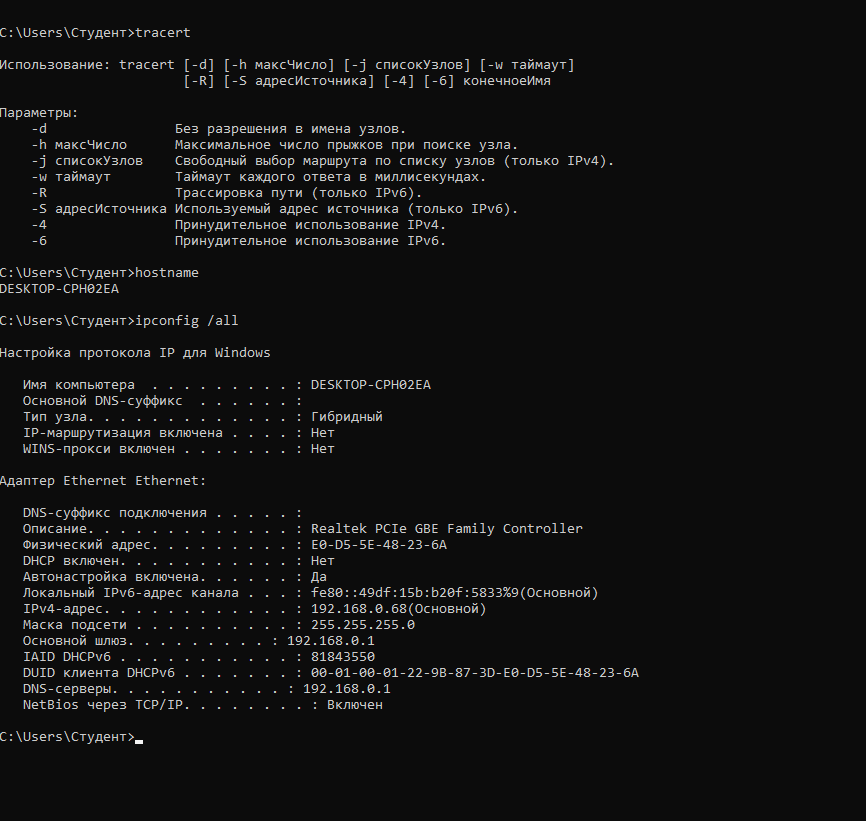 C:\Users\Студент>tracert
Использование: tracert [-d] [-h максЧисло] [-j списокУзлов] [-w таймаут]
[-R] [-S адресИсточника] [-4] [-6] конечноеИмя
Параметры:
-d Без разрешения в имена узлов.
-h максЧисло Максимальное число прыжков при поиске узла.
-j списокУзлов Свободный выбор маршрута по списку узлов (только IPv4).
-w таймаут Таймаут каждого ответа в миллисекундах.
-R Трассировка пути (только IPv6).
-S адресИсточника Используемый адрес источника (только IPv6).
-4 Принудительное использование IPv4.
-6 Принудительное использование IPv6.
C:\Users\Студент>hostname
DESKTOP-CPH02EA
C:\Users\Студент>ipconfig /all
Настройка протокола IP для Windows
Имя компьютера . . . . . . . . . : DESKTOP-CPH02EA
Основной DNS-суффикс . . . . . . :
Тип узла. . . . . . . . . . . . . : Гибридный
IP-маршрутизация включена . . . . : Нет
WINS-прокси включен . . . . . . . : Нет
Адаптер Ethernet Ethernet:
DNS-суффикс подключения . . . . . :
Описание. . . . . . . . . . . . . : Realtek PCIe GBE Family Controller
Физический адрес. . . . . . . . . : E0-D5-5E-48-23-6A
DHCP включен. . . . . . . . . . . : Нет
Автонастройка включена. . . . . . : Да
Локальный IPv6-адрес канала . . . : fe80::49df:15b:b20f:5833%9(Основной)
IPv4-адрес. . . . . . . . . . . . : 192.168.0.68(Основной)
Маска подсети . . . . . . . . . . : 255.255.255.0
Основной шлюз. . . . . . . . . : 192.168.0.1
IAID DHCPv6 . . . . . . . . . . . : 81843550
DUID клиента DHCPv6 . . . . . . . : 00-01-00-01-22-9B-87-3D-E0-D5-5E-48-23-6A
DNS-серверы. . . . . . . . . . . : 192.168.0.1
NetBios через TCP/IP. . . . . . . . : Включен
C:\Users\Студент>